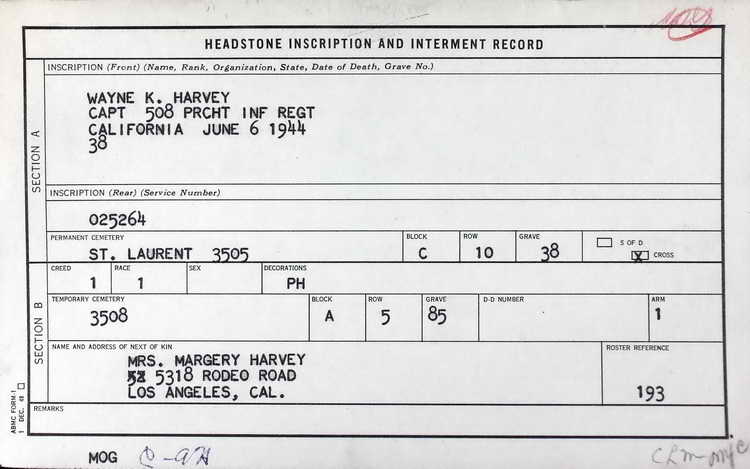 HEADSTONE INSCRIPTION AND INTERMENT RECORD
SECTION A
INSCRIPTION (Front) (Name, Rank, Organization, State, Date of Death, Grave No.)
WAYNE K. HARVEY
CAPT 508 PRCHT INF REGT
CALIFORNIA JUNE 6 1944
38
INSCRIPTION (Rear) (Service Number)
025264
PERMANENT CEMETERY BLOCK ROW GRAVE S OF D
ST. LAURENT 3505 C 10 38 X CROSS
SECTION B
CREED RACE SEX DECORATIONS
1 1 PH
TEMPORARY CEMETERY BLOCK ROW GRAVE D-D NUMBER ARM
3508 A 5 85 1
NAME AND ADDRESS OF NEXT OF KIN ROSTER REFERENCE
MRS. MARGERY HARVEY
5318 RODEO ROAD
LOS ANGELES, CAL. 193
REMARKS
ABMC FORM-1
1 DEC. 48
MOG